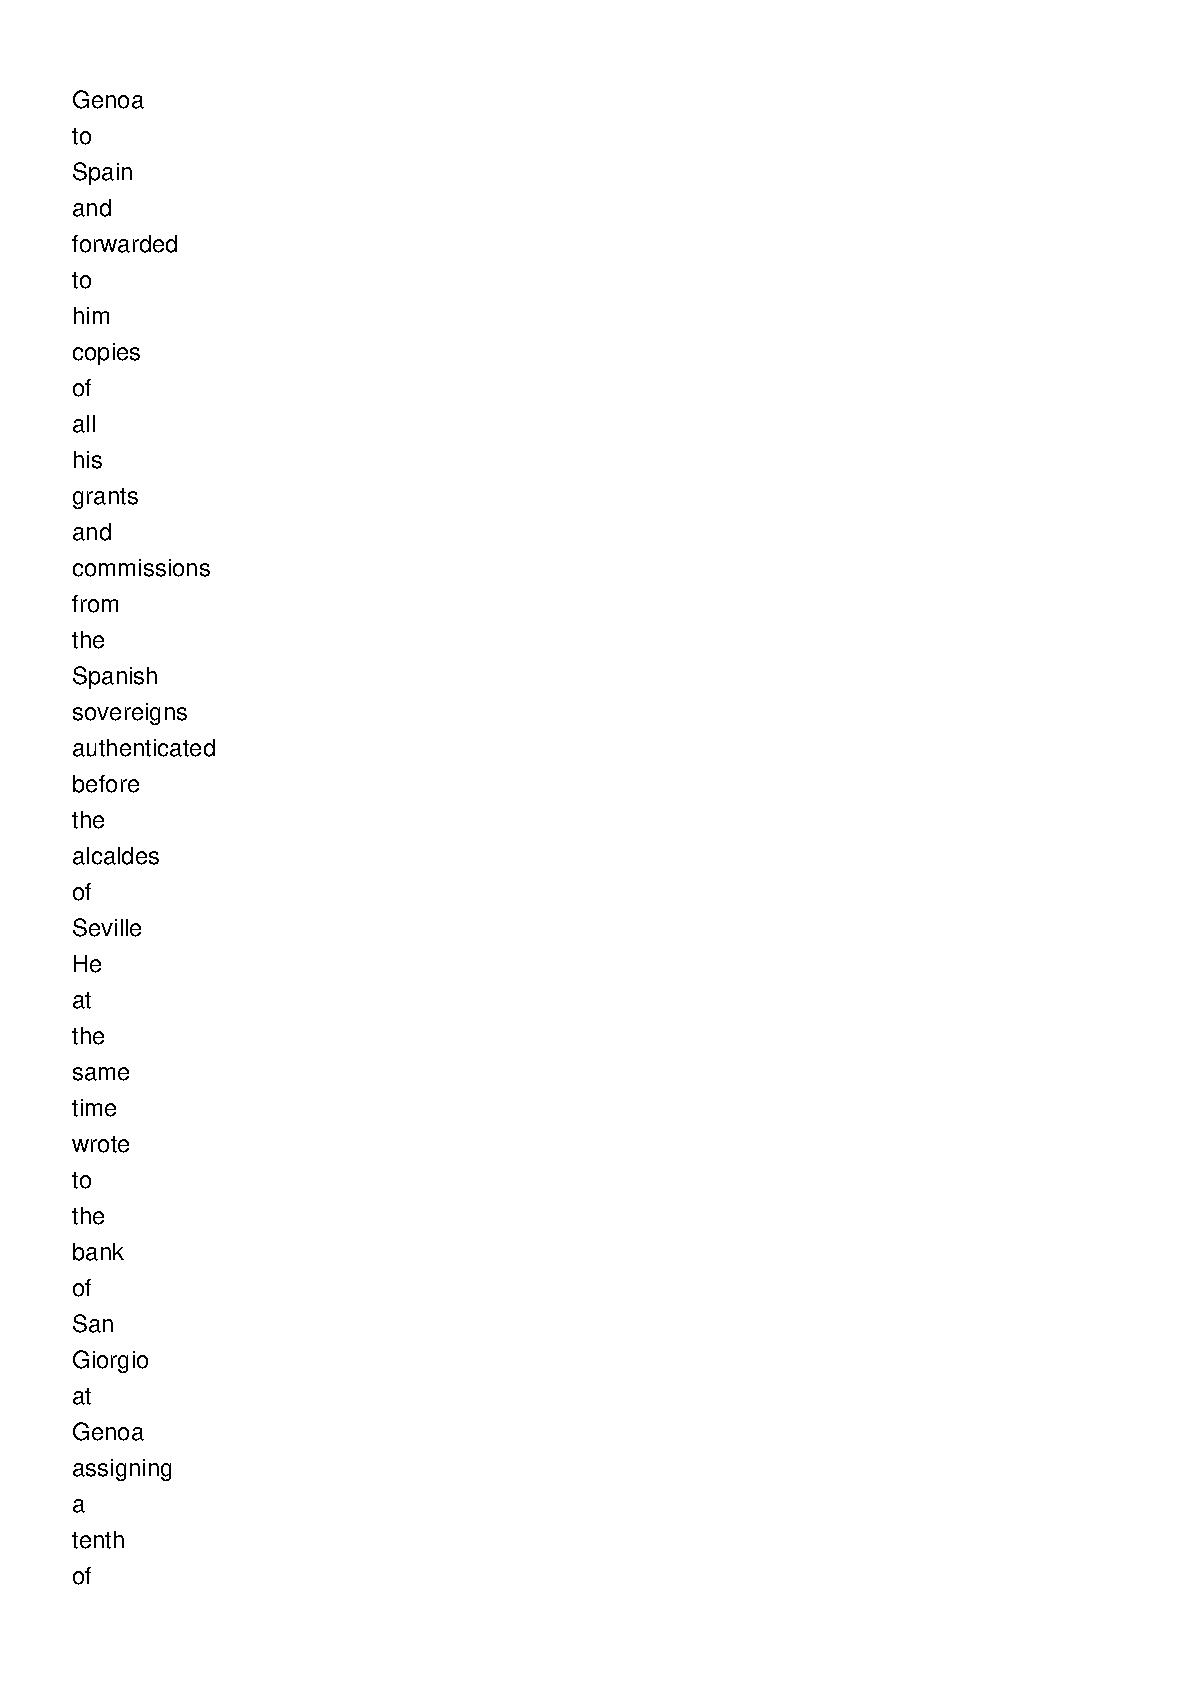 Genoa
to
Spain
and
forwarded
to
him
copies
of
all
his
grants
and
commissions
from
the
Spanish
sovereigns
authenticated
before
the
alcaldes
of
Seville
He
at
the
same
time
wrote
to
the
bank
of
San
Giorgio
at
Genoa
assigning
a
tenth
of